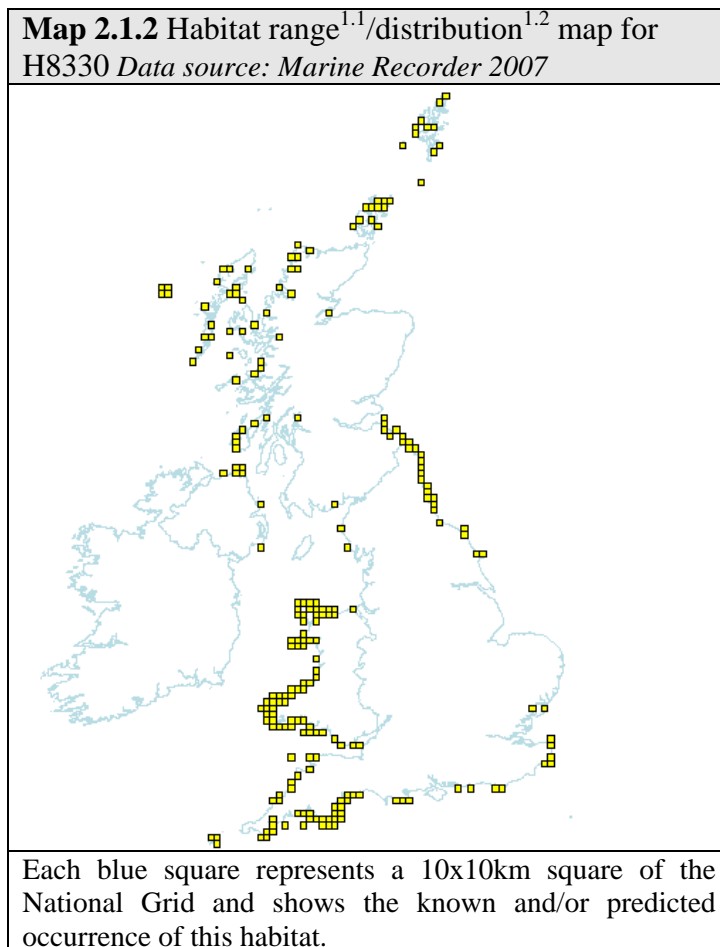 Map 2.1.2 Habitat range1.1/distribution1.2 map for
H8330 Data source: Marine Recorder 2007
Each blue square represents a 10x10km square of the
National Grid and shows the known and/or predicted
occurrence of this habitat.